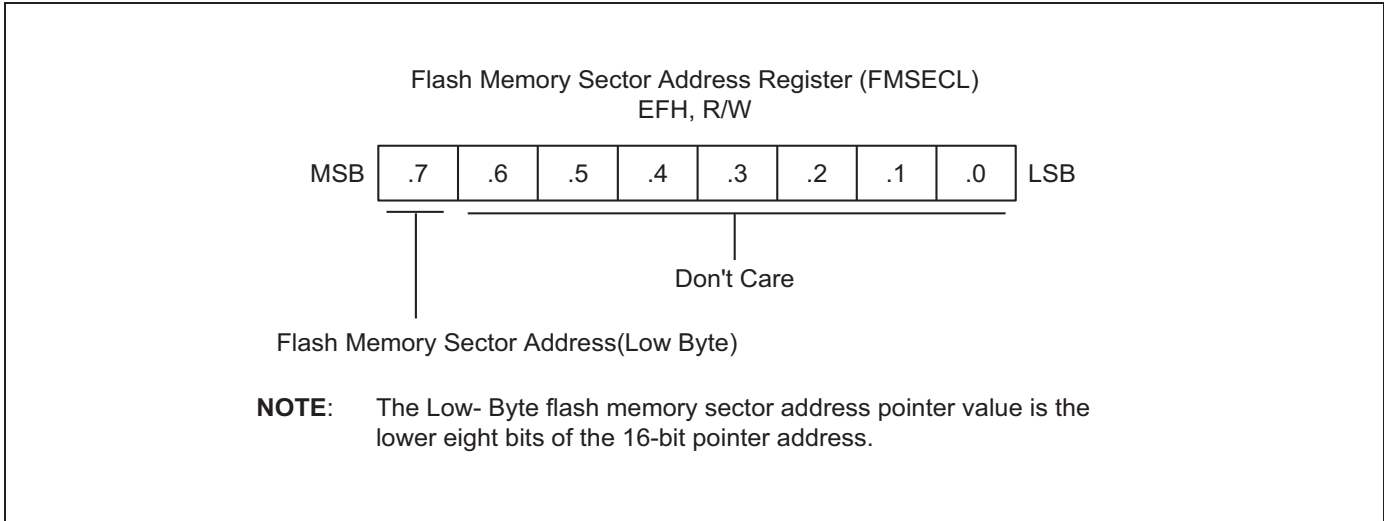 Flash Memory Sector Address Register (FMSECL)
EFH, R/W
MSB .7 .6 .5 .4 .3 .2 .1 .0 LSB
Don't Care
Flash Memory Sector Address(Low Byte)
NOTE: The Low- Byte flash memory sector address pointer value is the
lower eight bits of the 16-bit pointer address.